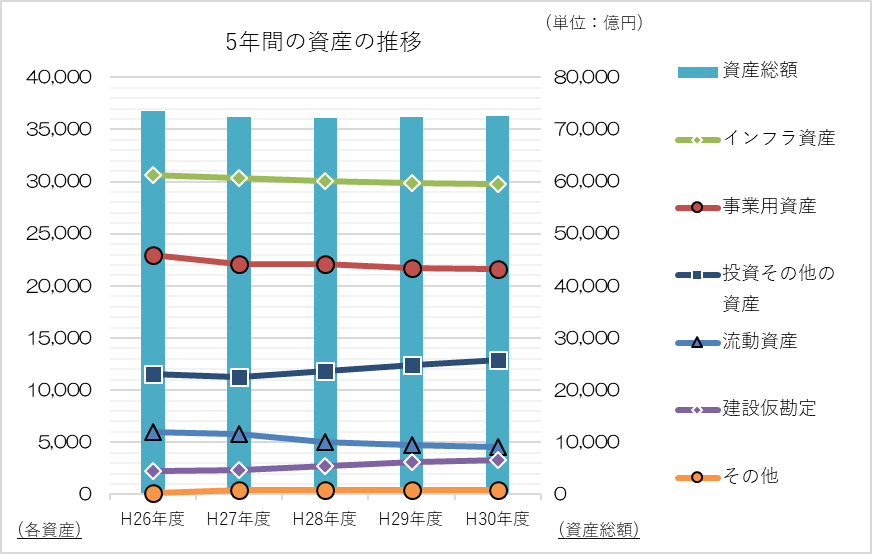 (単位：億円)
5年間の資産の推移
40,000
35,000
30,000
25,000
20,000
15,000
10,000
5,000
0
80,000
70,000
60,000
50,000
40,000
30,000
20,000
10,000
0
H26年度 H27年度 H28年度 H29年度 H30年度
(各資産)
(資産総額)
資産総額
インフラ資産
事業用資産
投資その他の
資産
流動資産
建設仮勘定
その他